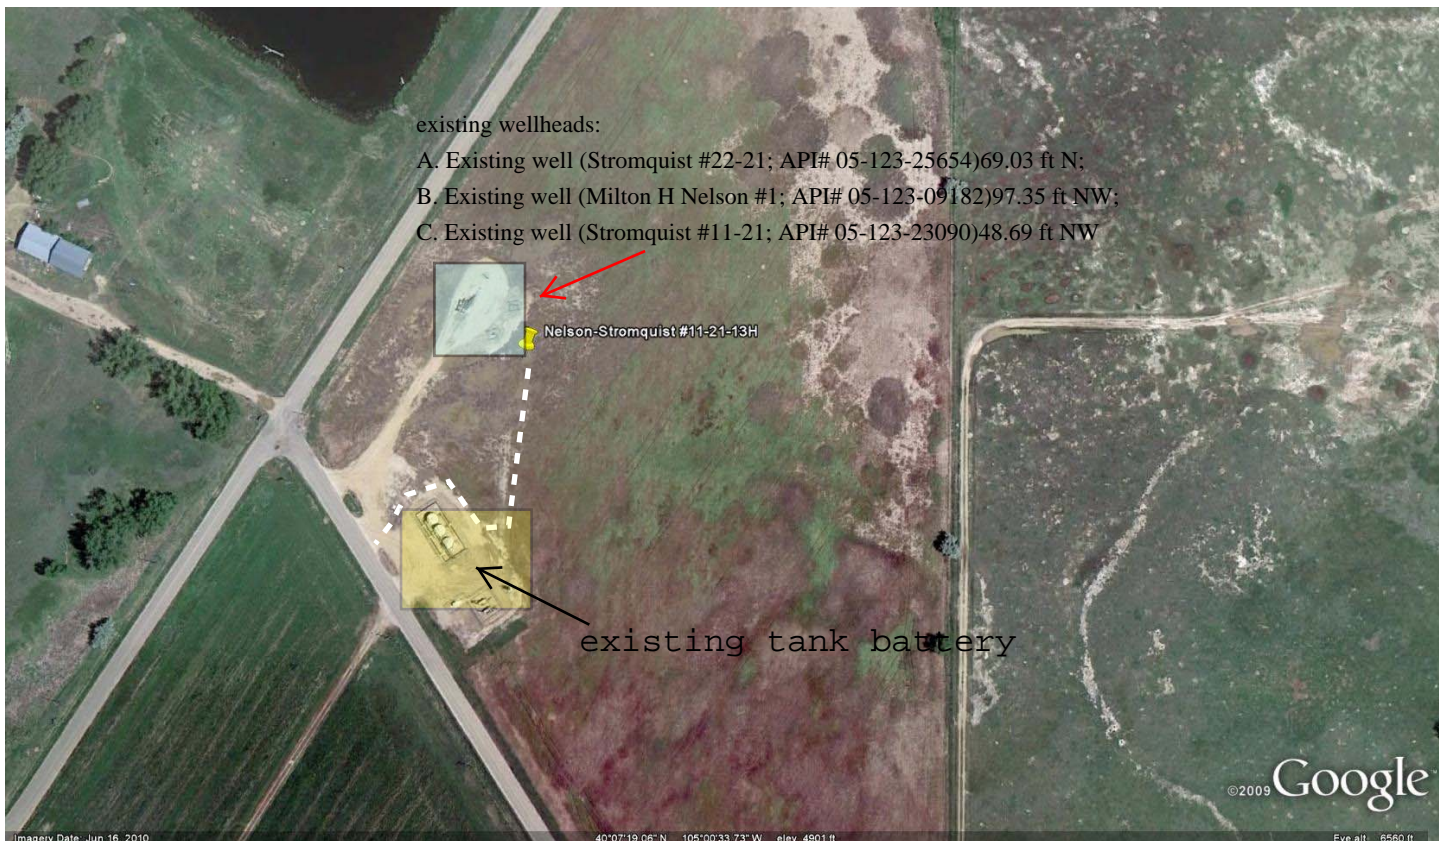 existing wellheads:
A. Existing well (Stromquist #22-21; API# 05-123-25654)69.03 ft N;
B. Existing well (Milton H Nelson #1; API# 05-123-09182)97.35 ft NW;
C. Existing well (Stromquist #11-21; API# 05-123-23090)48.69 ft NW
Nelson-Stromquist #11-21-13H
existing tank battery
©2009 Google
Imagery Date: Jun 16, 2010 40°07'19.06" N 105°00'33.73" W elev 4901 ft Eye alt 6560 ft